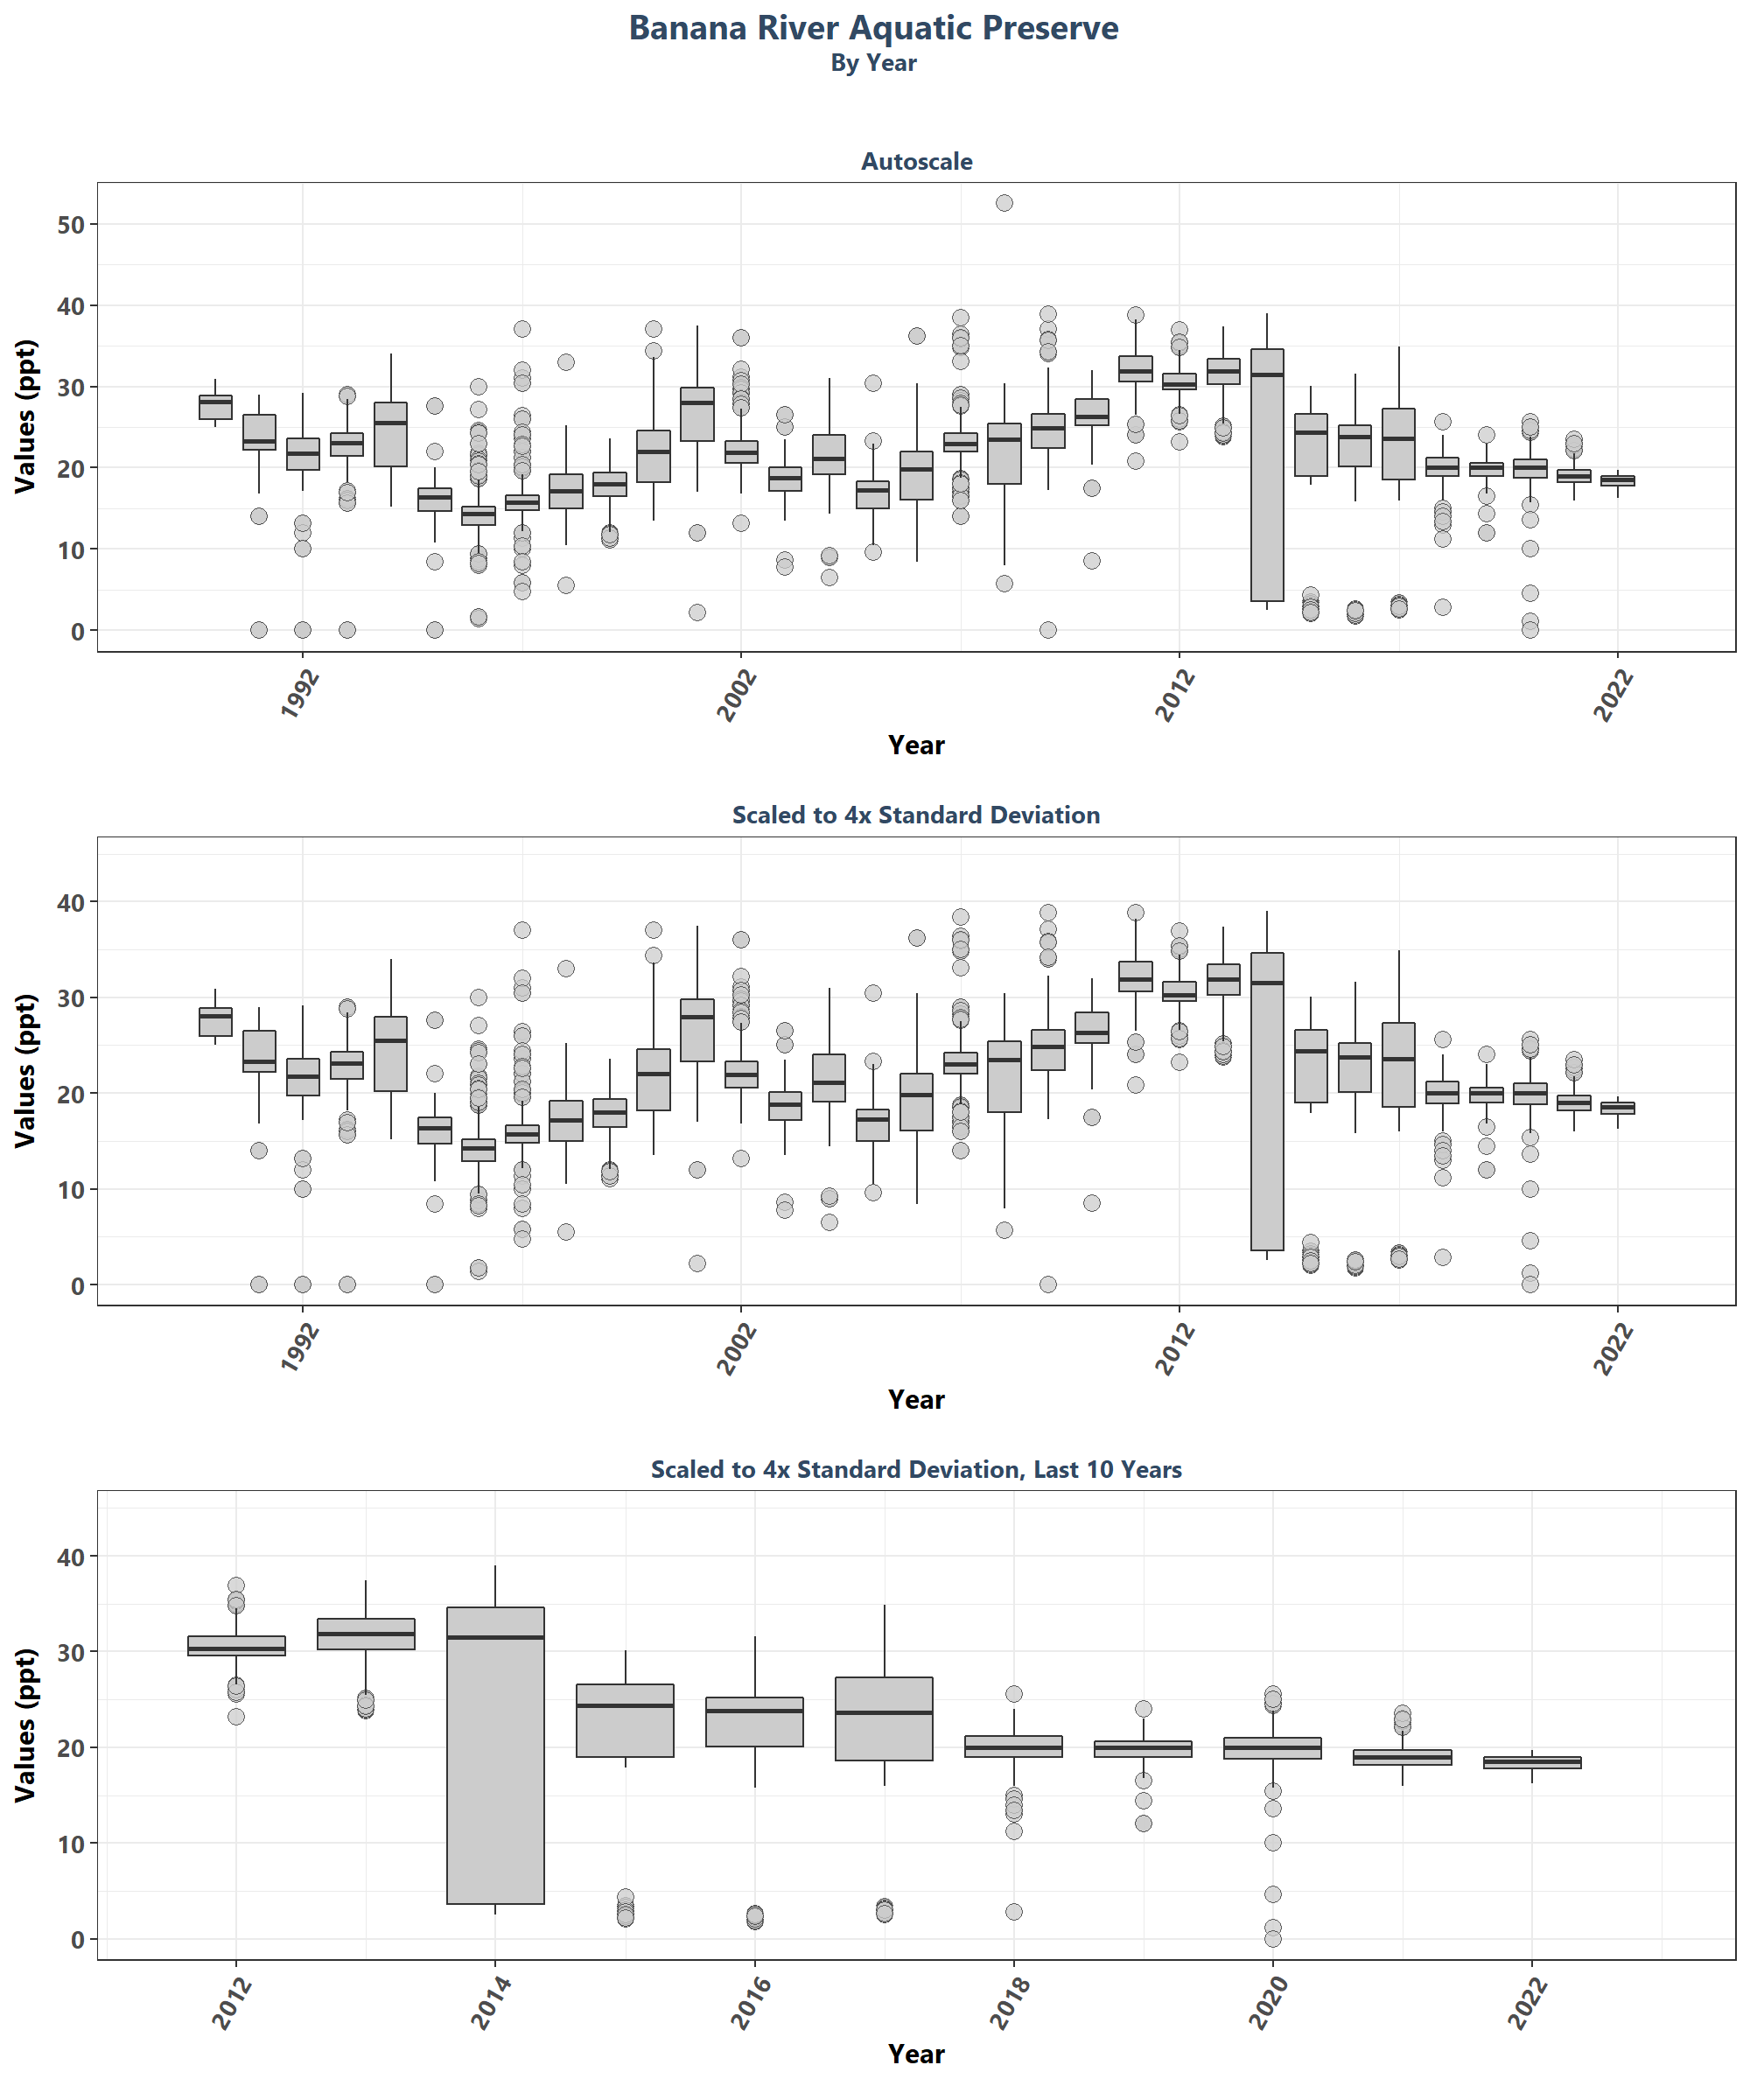 Banana River Aquatic Preserve
By Year
Autoscale
Values (ppt)
50
40
30
20
10
0
1992 2002 2012 2022
Year
Scaled to 4x Standard Deviation
Values (ppt)
40
30
20
10
0
1992 2002 2012 2022
Year
Scaled to 4x Standard Deviation, Last 10 Years
Values (ppt)
40
30
20
10
0
2012 2014 2016 2018 2020 2022
Year